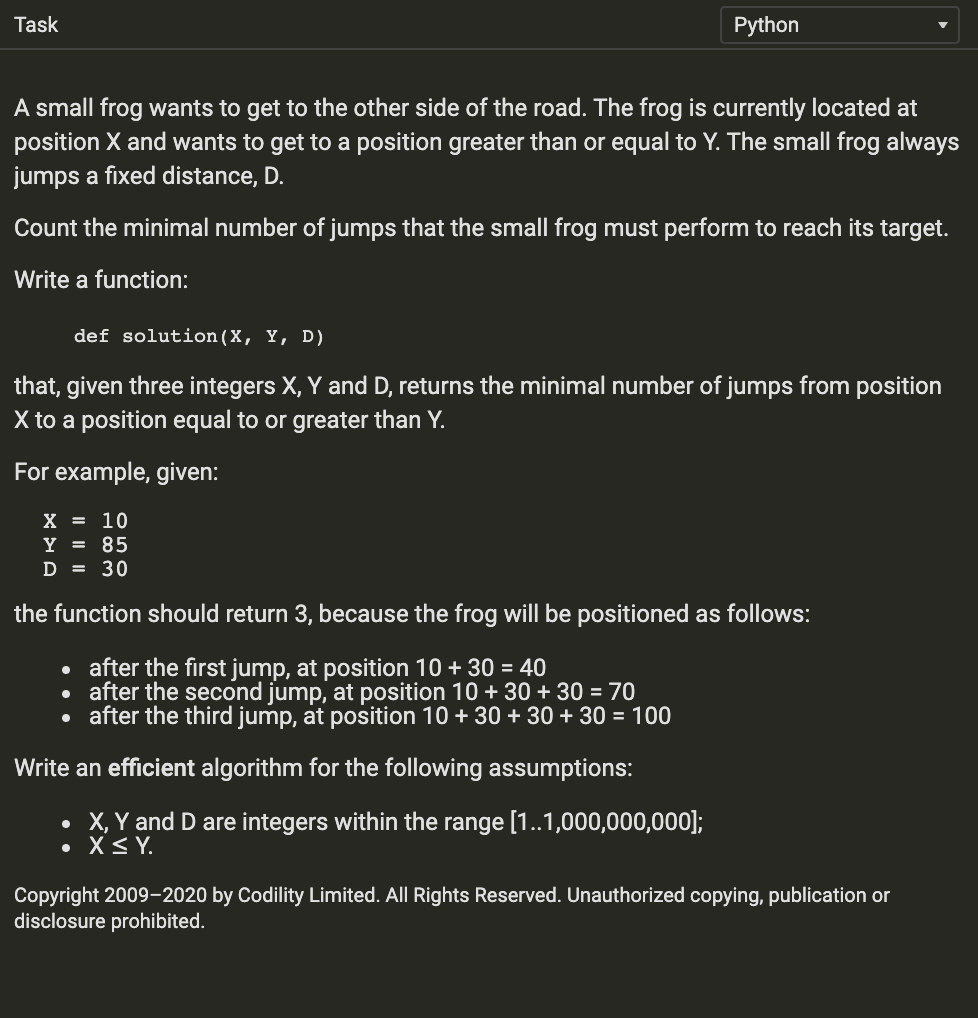 Task
Python
A small frog wants to get to the other side of the road. The frog is currently located at
position X and wants to get to a position greater than or equal to Y. The small frog always
jumps a fixed distance, D.
Count the minimal number of jumps that the small frog must perform to reach its target.
Write a function:
def solution(X, Y, D)
that, given three integers X, Y and D, returns the minimal number of jumps from position
X to a position equal to or greater than Y.
For example, given:
X = 10
Y = 85
D = 30
the function should return 3, because the frog will be positioned as follows:
• after the first jump, at position 10 + 30 = 40
• after the second jump, at position 10 + 30 + 30 = 70
• after the third jump, at position 10 + 30 + 30 + 30 = 100
Write an efficient algorithm for the following assumptions:
• X, Y and D are integers within the range [1..1,000,000,000];
• X ≤ Y.
Copyright 2009–2020 by Codility Limited. All Rights Reserved. Unauthorized copying, publication or
disclosure prohibited.